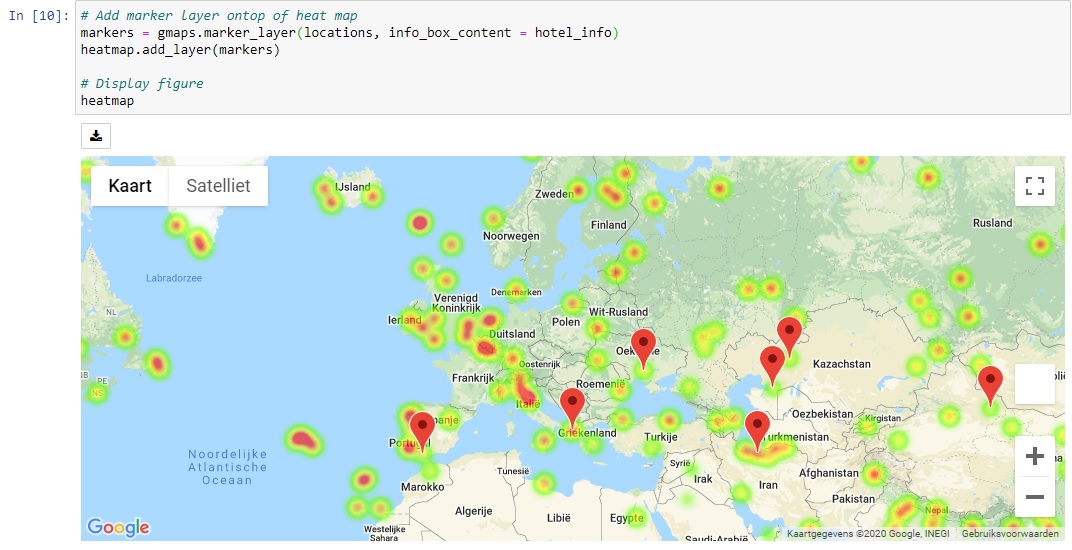 In [10]:
# Add marker layer ontop of heat map
markers = gmaps.marker_layer(locations, info_box_content = hotel_info)
heatmap.add_layer(markers)
# Display figure
heatmap
Kaart
Satelliet
IJsland
Zweden
Finland
Noorwegen
Rusland
Labradorzee
Denemarken
Verenigd
Koninkrijk
Ierland
NL
Wit-Rusland
Polen
Duitsland
Oostenrijk
Kazachstan
Frankrijk
Roemenië
PE
NS
Italië
Oezbekistan
Kirgistan
Portugal
Griekenland
Turkije
Noordelijke
Atlantische
Oceaan
Tunesië
Syrië
Marokko
Irak
Iran
Afghanistan
Pakistan
Algerije
Libië
Egypte
Nepal
Westelijke
Sahara
Saudi-Arabië
Google
Kaartgegevens ©2020 Google, INEGI
Gebruiksvoorwaarden